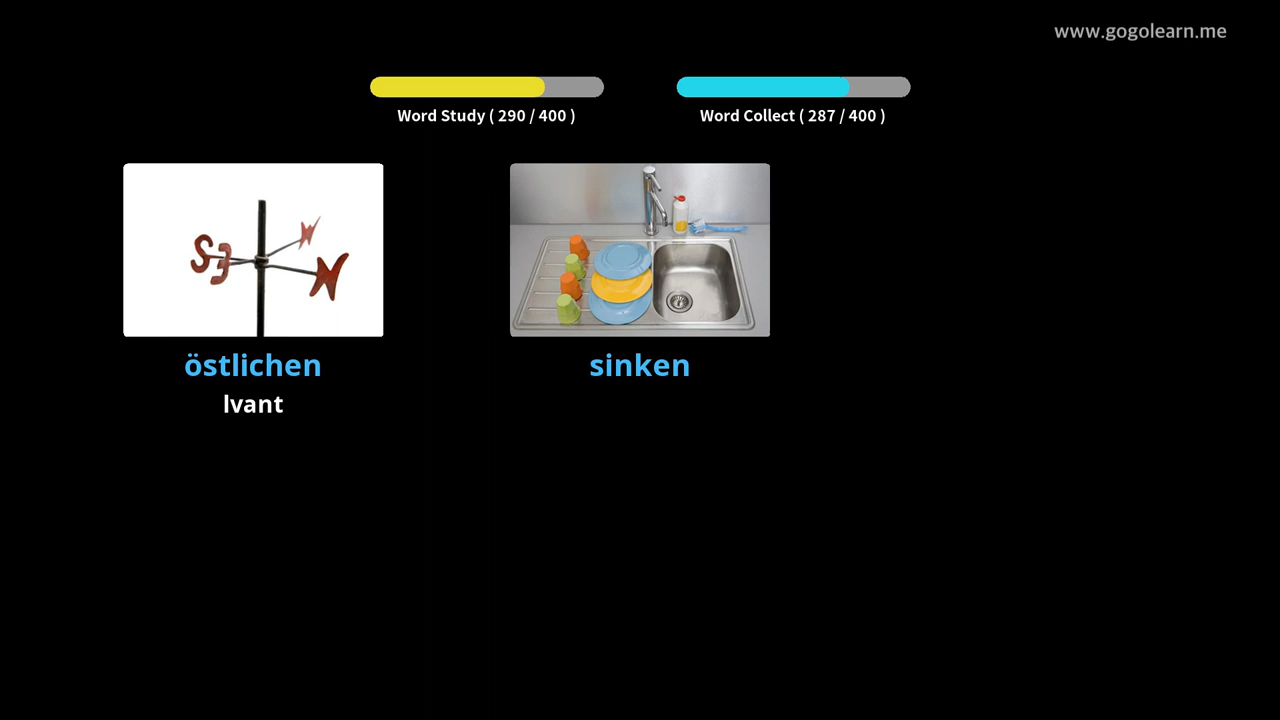 www.gogolearn.me
Word Study ( 290 / 400 )
Word Collect ( 287 / 400 )
S
E
N
östlichen
lvant
sinken